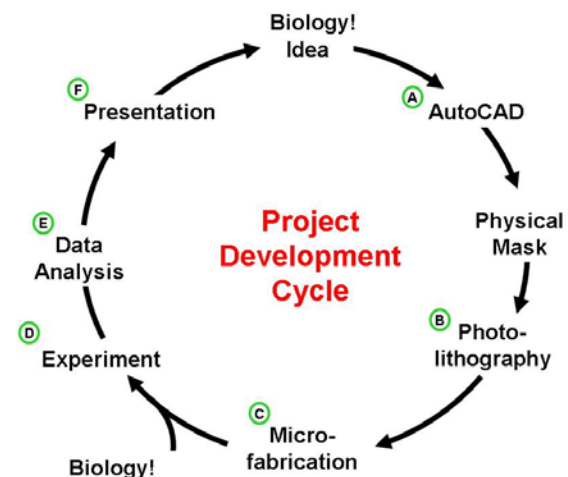 Biology!
Idea
A
AutoCAD
Physical
Mask
B
Photo-
lithography
C
Micro-
fabrication
Biology!
D
Experiment
E
Data
Analysis
F
Presentation
Project
Development
Cycle